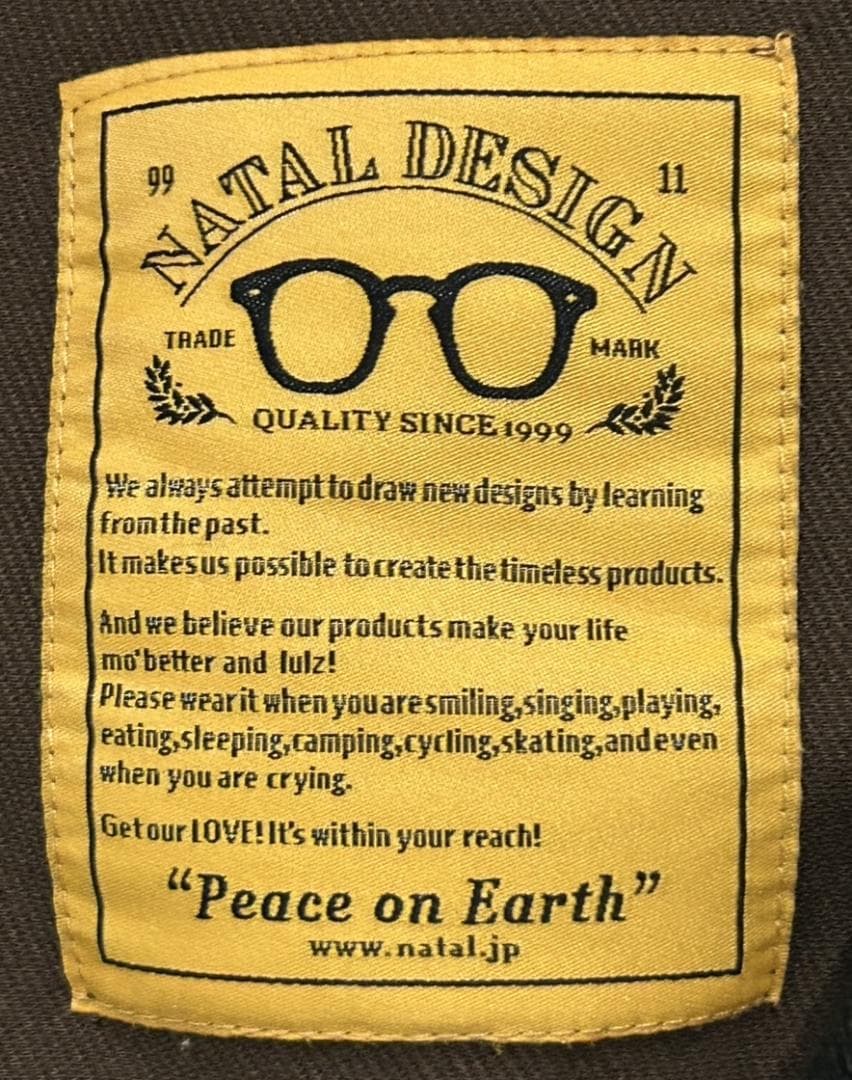 99 NATAL DESIGN 11
TRADE MARK
QUALITY SINCE 1999
We always attempt to draw new designs by learning
from the past.
It makes us possible to create the timeless products.
And we believe our products make your life
mo'better and lulz!
Please wear it when you are smiling,singing,playing,
eating,sleeping,camping,cycling,skating,and even
when you are crying.
Get our LOVE! It's within your reach!
“Peace on Earth”
www.natal.jp